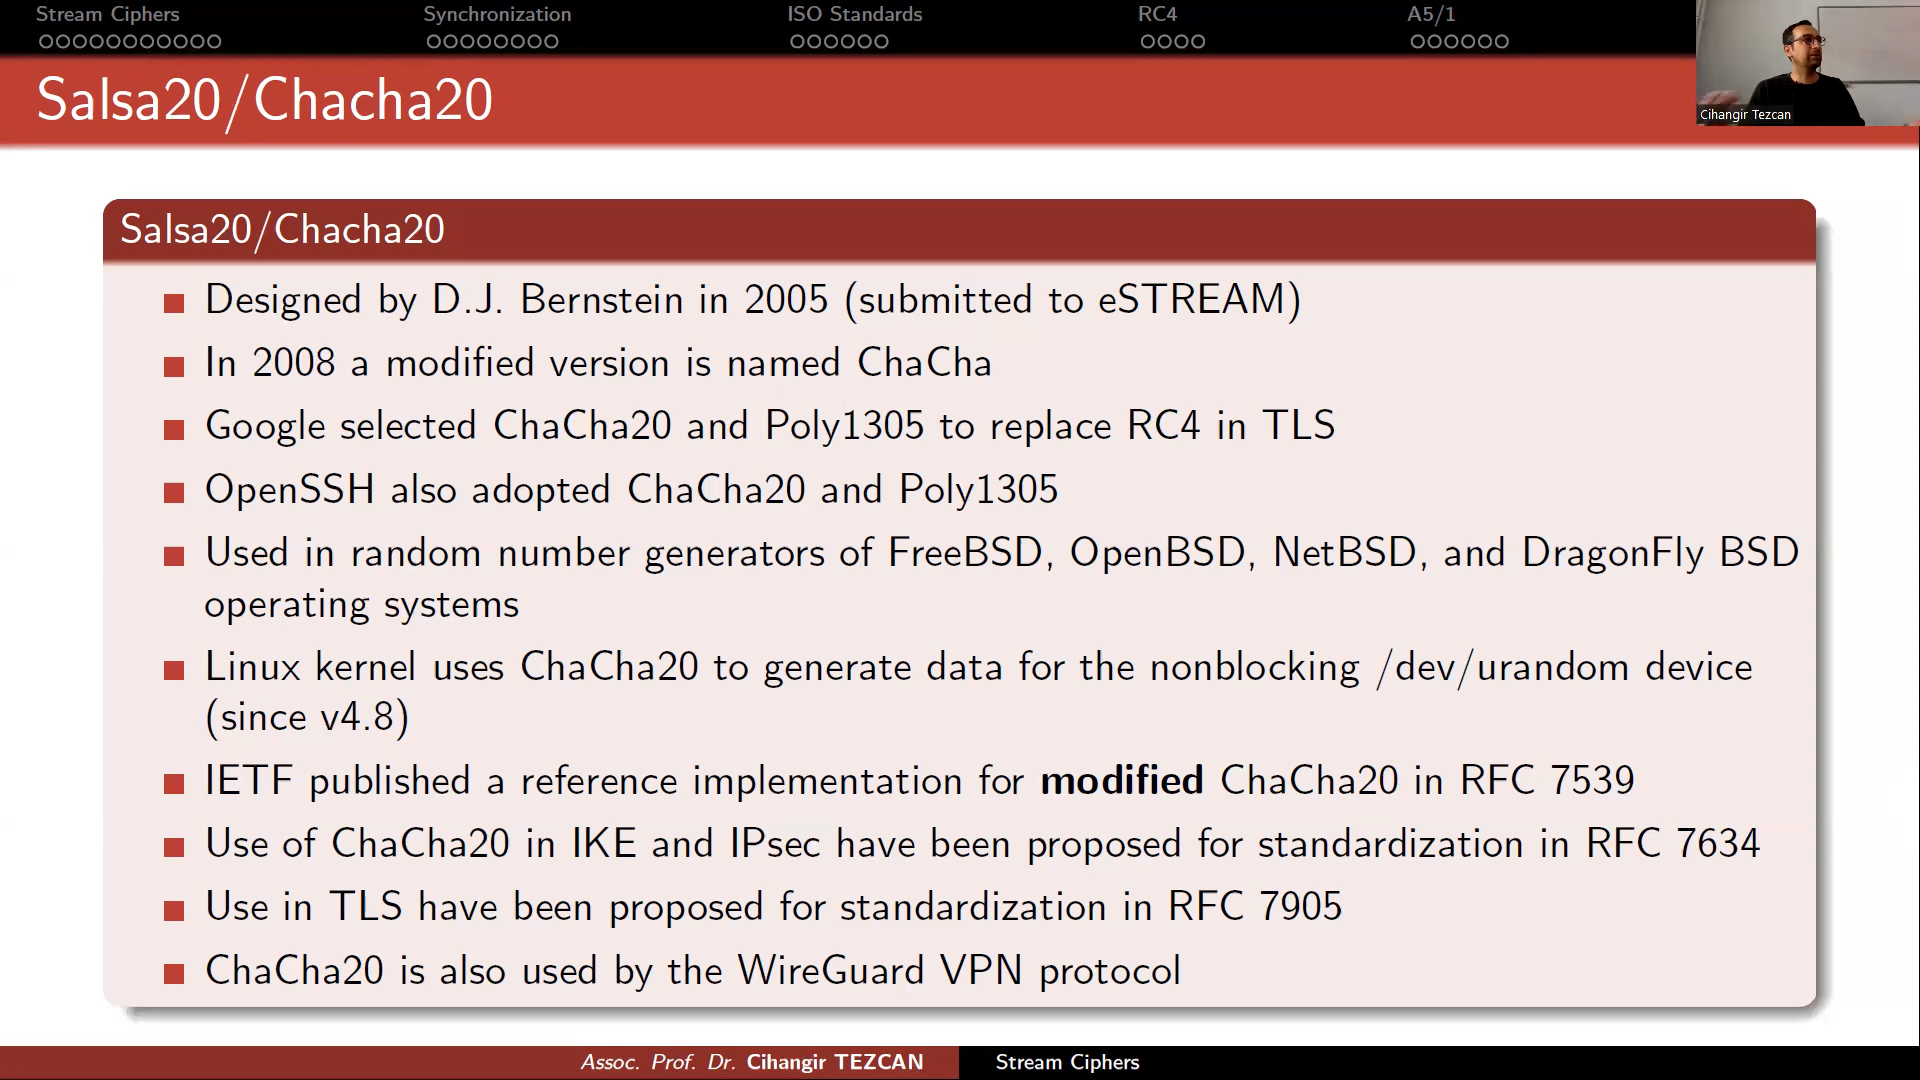 Stream Ciphers
Synchronization
ISO Standards
RC4
A5/1
Salsa20/Chacha20
Cihangir Tezcan
Salsa20/Chacha20
Designed by D.J. Bernstein in 2005 (submitted to eSTREAM)
In 2008 a modified version is named ChaCha
Google selected ChaCha20 and Poly1305 to replace RC4 in TLS
OpenSSH also adopted ChaCha20 and Poly1305
Used in random number generators of FreeBSD, OpenBSD, NetBSD, and DragonFly BSD
operating systems
Linux kernel uses ChaCha20 to generate data for the nonblocking /dev/urandom device
(since v4.8)
IETF published a reference implementation for modified ChaCha20 in RFC 7539
Use of ChaCha20 in IKE and IPsec have been proposed for standardization in RFC 7634
Use in TLS have been proposed for standardization in RFC 7905
ChaCha20 is also used by the WireGuard VPN protocol
Assoc. Prof. Dr. Cihangir TEZCAN
Stream Ciphers